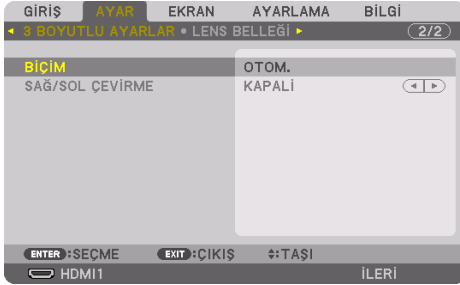 GİRİŞ AYAR EKRAN AYARLAMA BİLGİ
◂ 3 BOYUTLU AYARLAR • LENS BELLEĞİ ▸ 2/2
BİÇİM OTOM.
SAĞ/SOL ÇEVİRME KAPALİ
ENTER :SEÇME EXIT :ÇIKIŞ :TAŞI
HDMI1 İLERİ